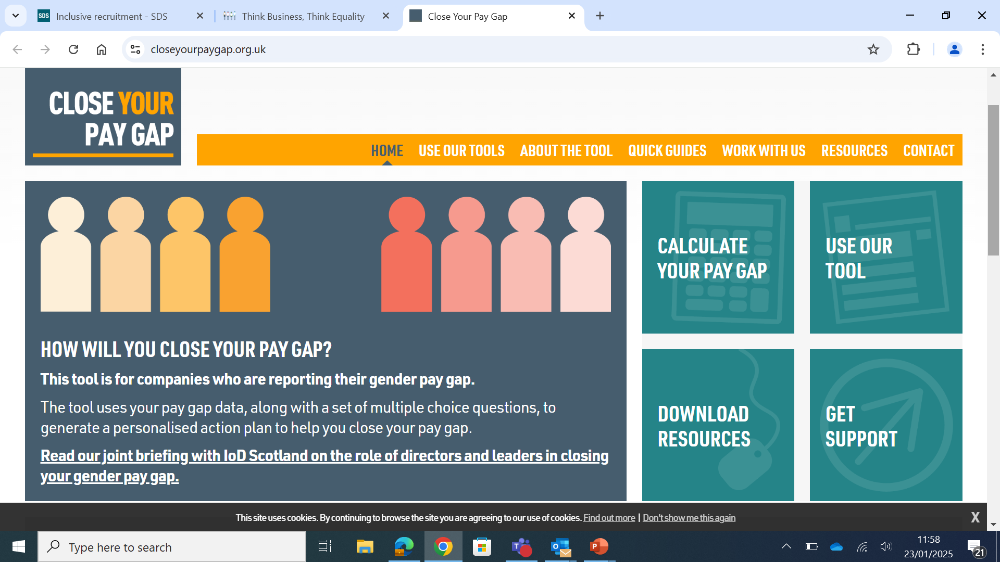 SDS
Inclusive recruitment - SDS
Think Business, Think Equality
Close Your Pay Gap
closeyourpaygap.org.uk
CLOSE YOUR
PAY GAP
HOME USE OUR TOOLS ABOUT THE TOOL QUICK GUIDES WORK WITH US RESOURCES CONTACT
HOW WILL YOU CLOSE YOUR PAY GAP?
This tool is for companies who are reporting their gender pay gap.
The tool uses your pay gap data, along with a set of multiple choice questions, to
generate a personalised action plan to help you close your pay gap.
Read our joint briefing with IoD Scotland on the role of directors and leaders in closing
your gender pay gap.
CALCULATE
YOUR PAY GAP
USE OUR
TOOL
DOWNLOAD
RESOURCES
GET
SUPPORT
This site uses cookies. By continuing to browse the site you are agreeing to our use of cookies. Find out more | Don't show me this again
X
Type here to search
T
O
P
11:58
23/01/2025
21